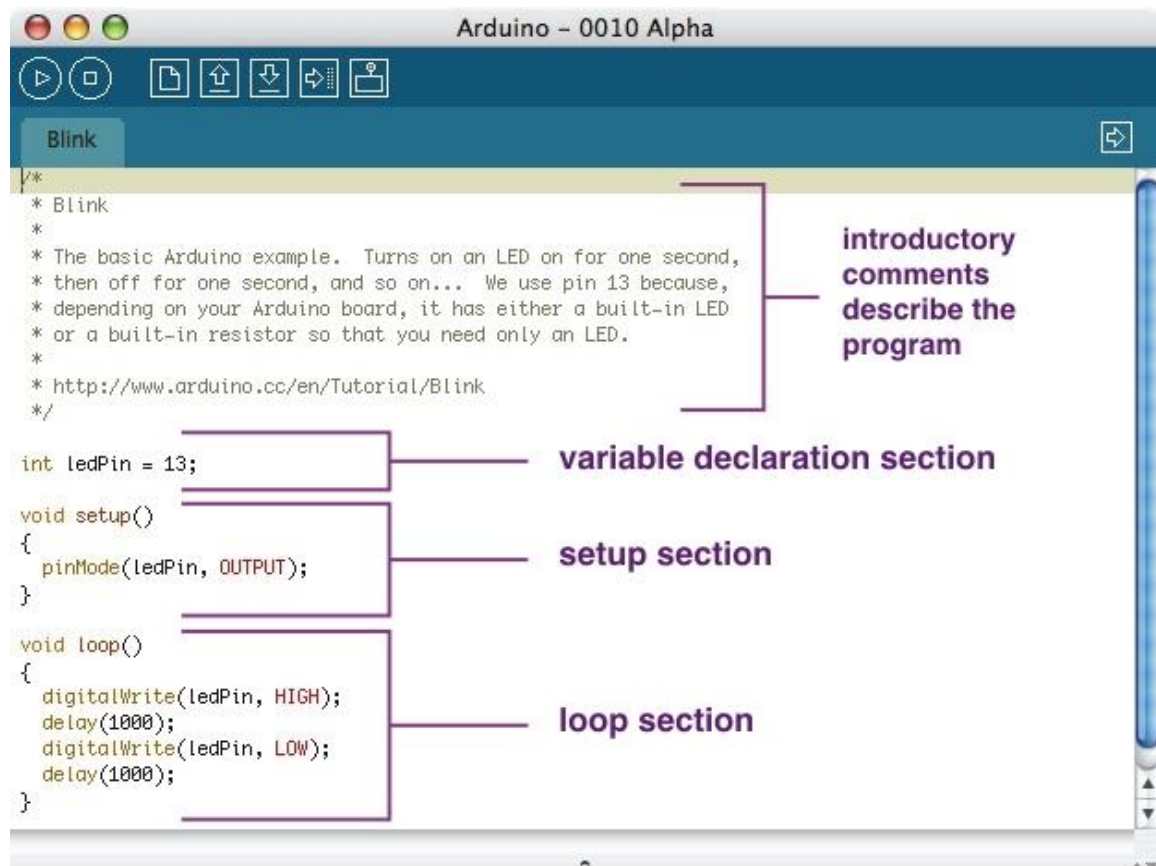 Arduino – 0010 Alpha
Blink
/*
* Blink
*
* The basic Arduino example.  Turns on an LED on for one second,
* then off for one second, and so on...  We use pin 13 because,
* depending on your Arduino board, it has either a built-in LED
* or a built-in resistor so that you need only an LED.
*
* http://www.arduino.cc/en/Tutorial/Blink
*/
introductory
comments
describe the
program
int ledPin = 13;
variable declaration section
void setup()
{
  pinMode(ledPin, OUTPUT);
}
setup section
void loop()
{
  digitalWrite(ledPin, HIGH);
  delay(1000);
  digitalWrite(ledPin, LOW);
  delay(1000);
}
loop section